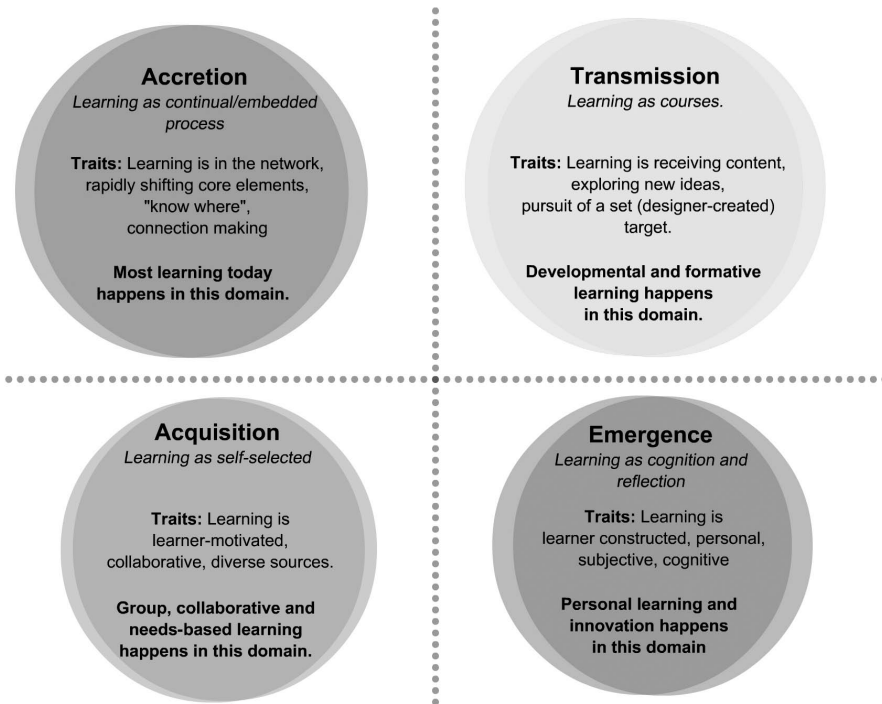 Accretion
Learning as continual/embedded
process
Traits: Learning is in the network,
rapidly shifting core elements,
"know where",
connection making
Most learning today
happens in this domain.
Transmission
Learning as courses.
Traits: Learning is receiving content,
exploring new ideas,
pursuit of a set (designer-created)
target.
Developmental and formative
learning happens
in this domain.
Acquisition
Learning as self-selected
Traits: Learning is
learner-motivated,
collaborative, diverse sources.
Group, collaborative and
needs-based learning
happens in this domain.
Emergence
Learning as cognition and
reflection
Traits: Learning is
learner constructed, personal,
subjective, cognitive
Personal learning and
innovation happens
in this domain